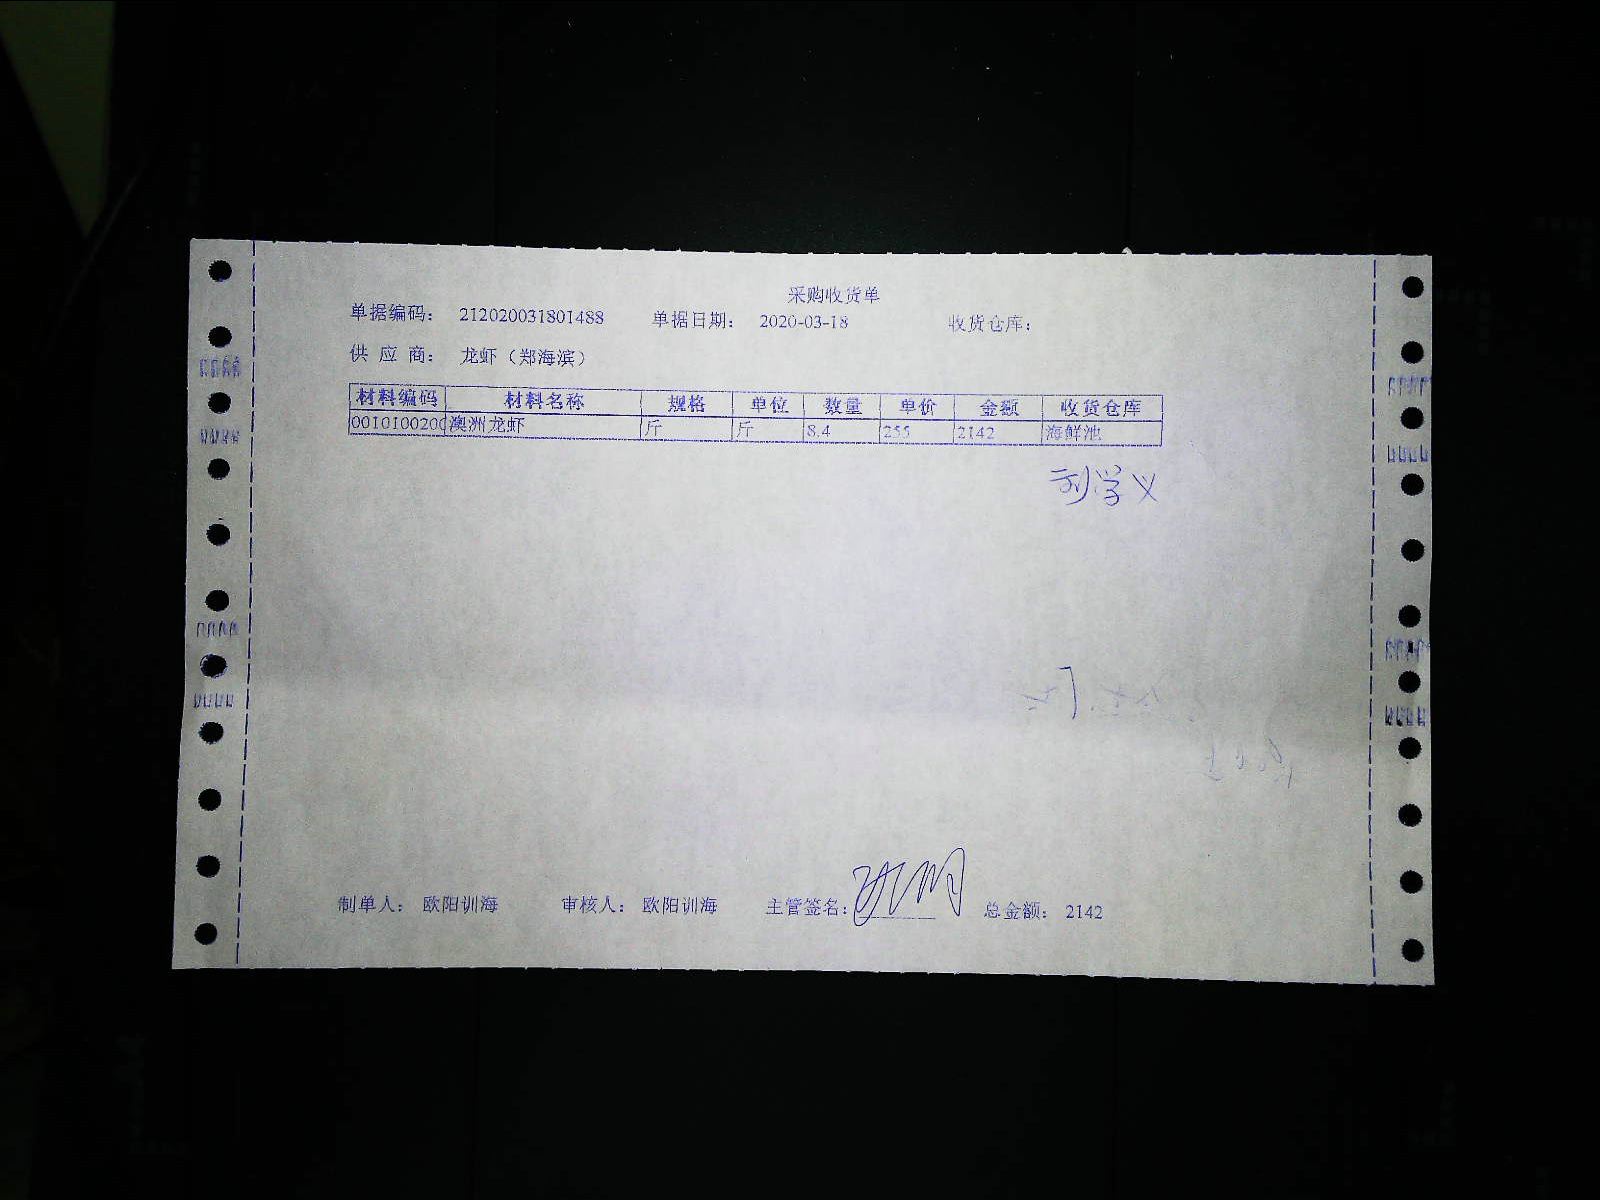 采购收货单
单据编码: 212020031801488 单据日期: 2020-03-18 收货仓库:
供 应 商: 龙虾（郑海滨）
材料编码 材料名称 规格 单位 数量 单价 金额 收货仓库
001010020 澳洲龙虾 斤 斤 8.4 255 2142 海鲜池
刘学义
制单人: 欧阳训海 审核人: 欧阳训海 主管签名: 总金额: 2142